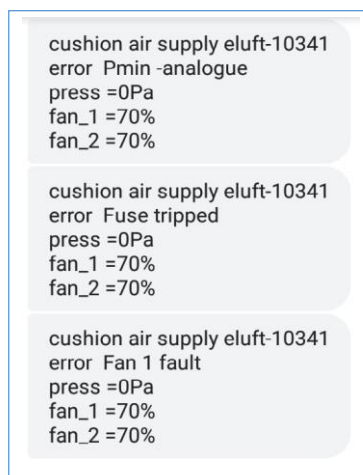 cushion air supply eluft-10341
error  Pmin -analogue
press =0Pa
fan_1 =70%
fan_2 =70%
cushion air supply eluft-10341
error  Fuse tripped
press =0Pa
fan_1 =70%
fan_2 =70%
cushion air supply eluft-10341
error  Fan 1 fault
press =0Pa
fan_1 =70%
fan_2 =70%